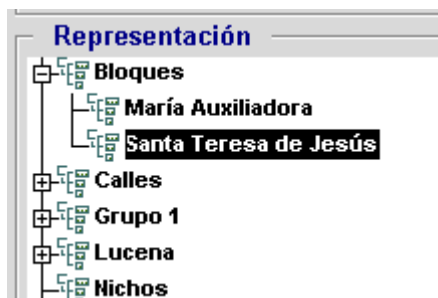 Representación
Bloques
María Auxiliadora
Santa Teresa de Jesús
Calles
Grupo 1
Lucena
Nichos